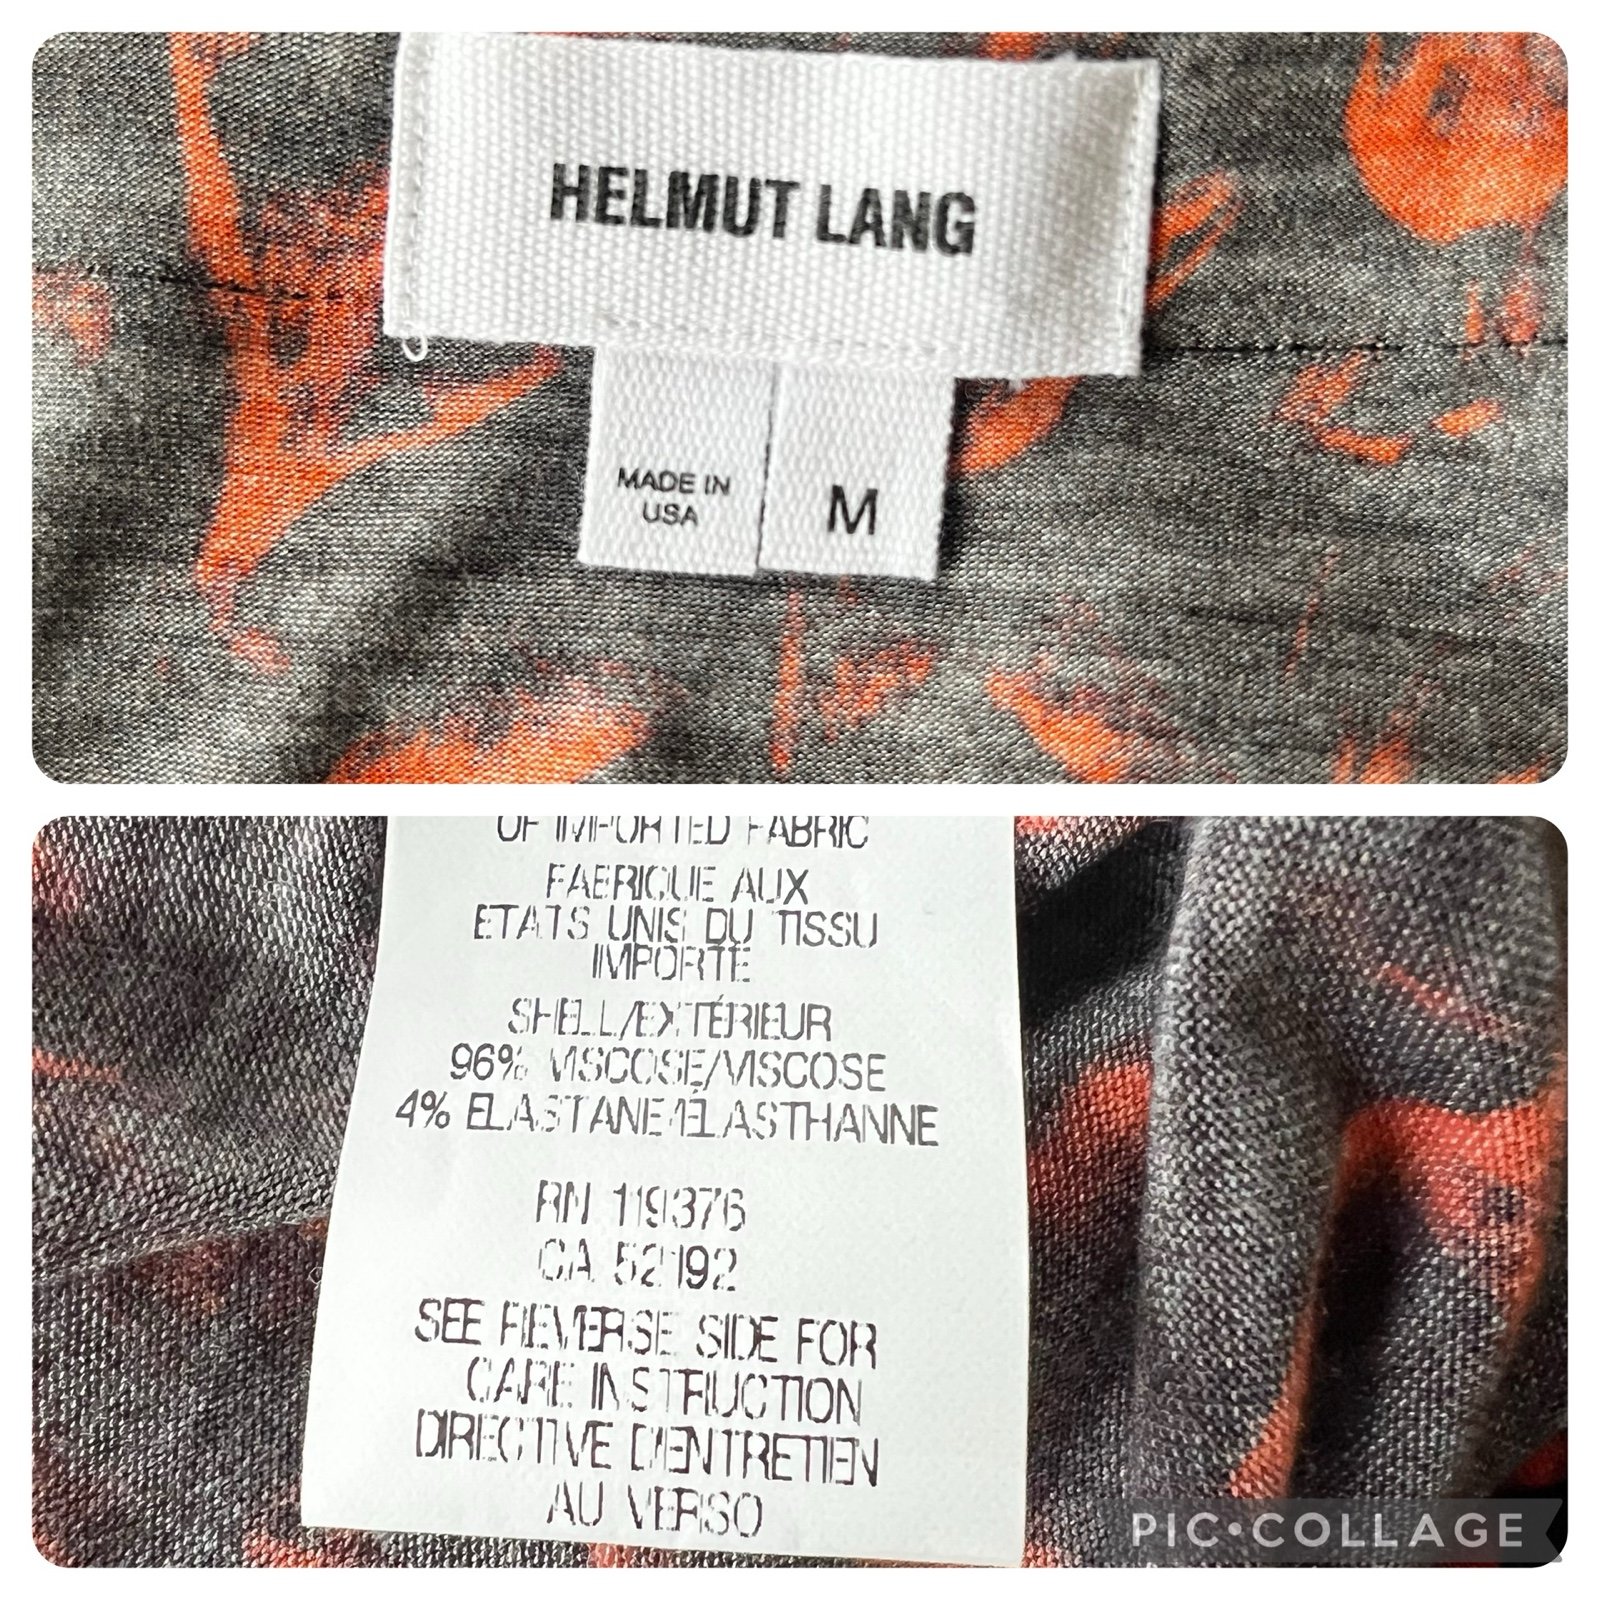 HELMUT LANG
MADE IN
USA
M
OF IMPORTED FABRIC
FABRIQUE AUX
ETATS UNIS DU TISSU
IMPORTE
SHELL/EXTÉRIEUR
96% VISCOSE/VISCOSE
4% ELASTANE/ÉLASTHANNE
RN 119376
CA 52192
SEE REVERSE SIDE FOR
CARE INSTRUCTION
DIRECTIVE D'ENTRETIEN
AU VERSO
PIC•COLLAGE